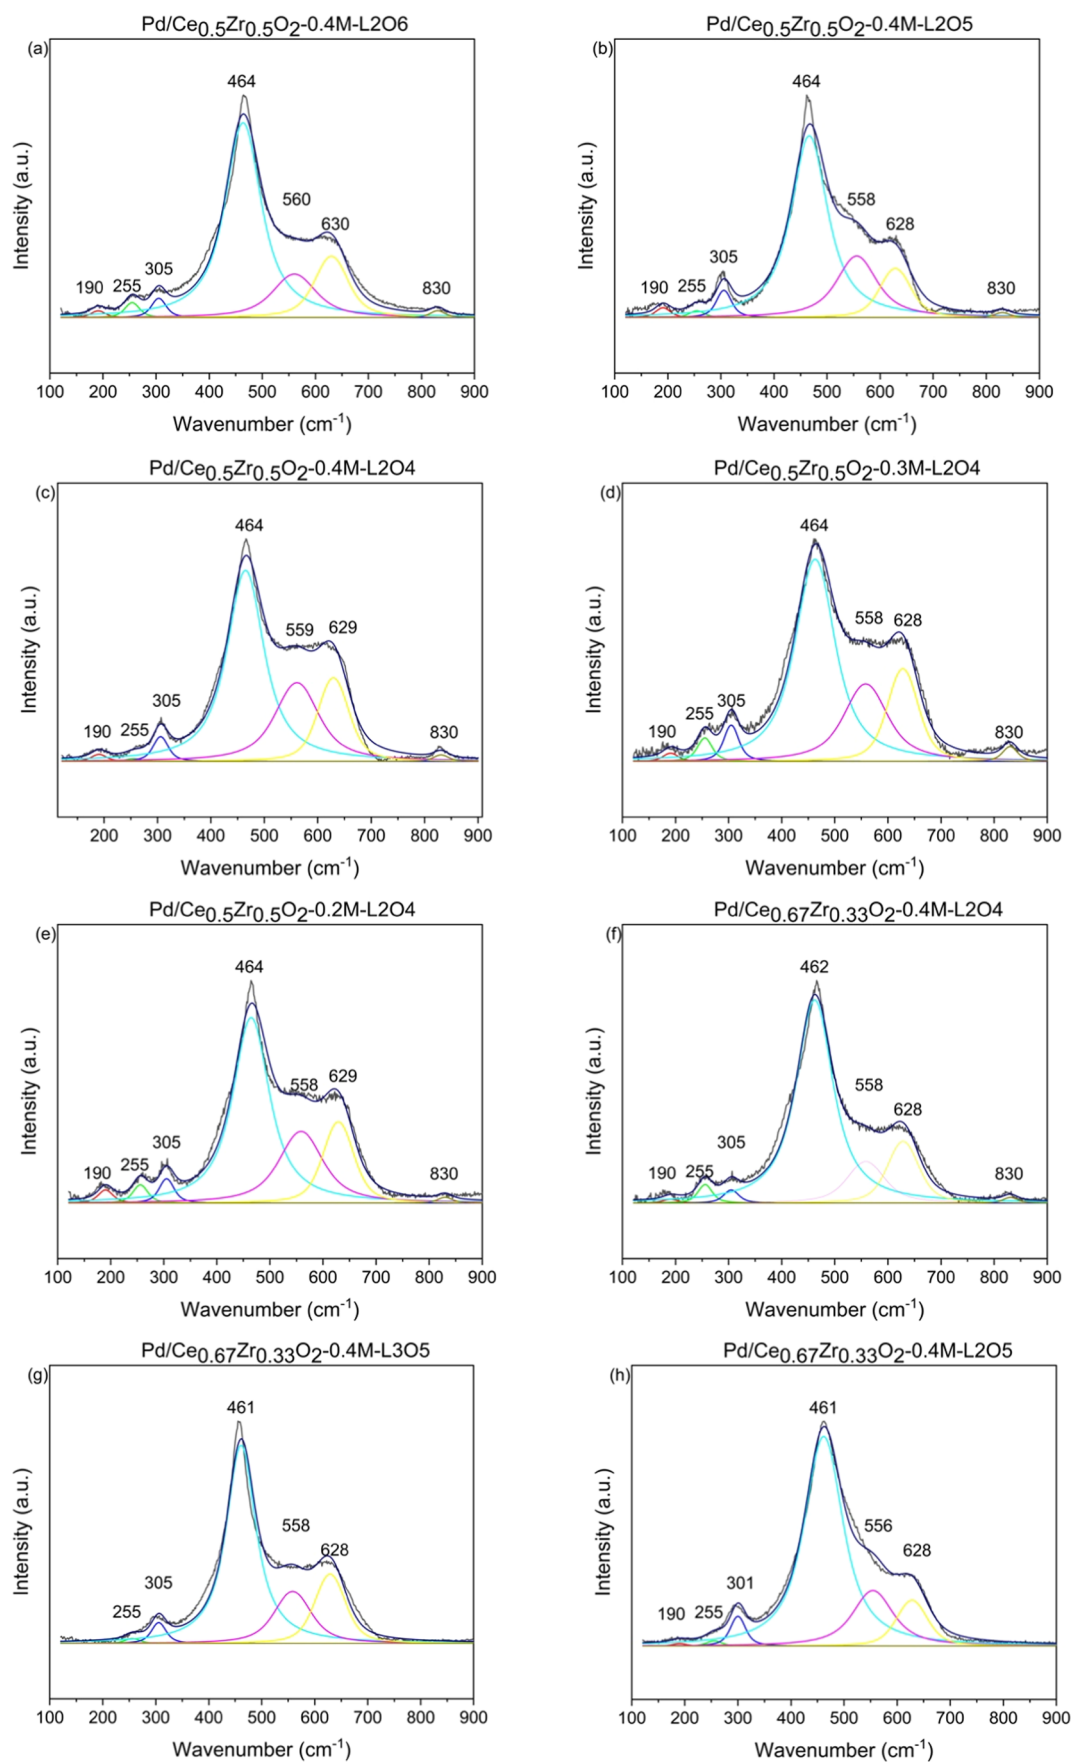 Pd/Ce0.5Zr0.5O2-0.4M-L2O6
(a)
464
560
630
190
255
305
830
Intensity (a.u.)
100 200 300 400 500 600 700 800 900
Wavenumber (cm-1)
Pd/Ce0.5Zr0.5O2-0.4M-L2O5
(b)
464
558
628
305
190
255
830
Intensity (a.u.)
100 200 300 400 500 600 700 800 900
Wavenumber (cm-1)
Pd/Ce0.5Zr0.5O2-0.4M-L2O4
(c)
464
559
629
305
190
255
830
Intensity (a.u.)
200 300 400 500 600 700 800 900
Wavenumber (cm-1)
Pd/Ce0.5Zr0.5O2-0.3M-L2O4
(d)
464
558
628
305
255
190
830
Intensity (a.u.)
100 200 300 400 500 600 700 800 900
Wavenumber (cm-1)
Pd/Ce0.5Zr0.5O2-0.2M-L2O4
(e)
464
558
629
305
255
190
830
Intensity (a.u.)
100 200 300 400 500 600 700 800 900
Wavenumber (cm-1)
Pd/Ce0.67Zr0.33O2-0.4M-L2O4
(f)
462
558
628
305
190
255
830
Intensity (a.u.)
100 200 300 400 500 600 700 800 900
Wavenumber (cm-1)
Pd/Ce0.67Zr0.33O2-0.4M-L3O5
(g)
461
558
628
305
255
Intensity (a.u.)
100 200 300 400 500 600 700 800 900
Wavenumber (cm-1)
Pd/Ce0.67Zr0.33O2-0.4M-L2O5
(h)
461
556
628
301
190
255
Intensity (a.u.)
100 200 300 400 500 600 700 800 900
Wavenumber (cm-1)